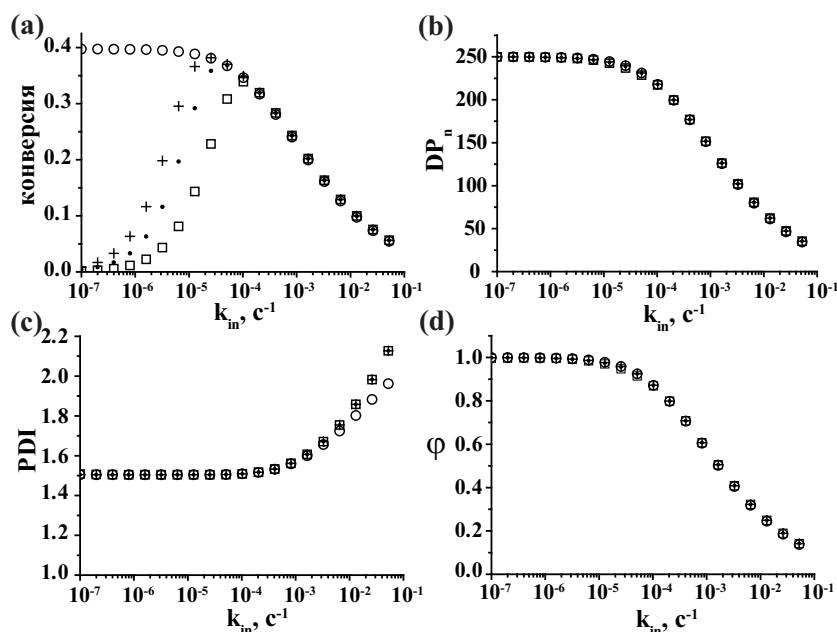 (a)
конверсия
0.4
0.3
0.2
0.1
0.0
10⁻⁷ 10⁻⁶ 10⁻⁵ 10⁻⁴ 10⁻³ 10⁻² 10⁻¹
k_in, c⁻¹
(b)
DP_n
250
200
150
100
50
0
10⁻⁷ 10⁻⁶ 10⁻⁵ 10⁻⁴ 10⁻³ 10⁻² 10⁻¹
k_in, c⁻¹
(c)
PDI
2.2
2.0
1.8
1.6
1.4
1.2
1.0
10⁻⁷ 10⁻⁶ 10⁻⁵ 10⁻⁴ 10⁻³ 10⁻² 10⁻¹
k_in, c⁻¹
(d)
φ
1.0
0.8
0.6
0.4
0.2
0.0
10⁻⁷ 10⁻⁶ 10⁻⁵ 10⁻⁴ 10⁻³ 10⁻² 10⁻¹
k_in, c⁻¹